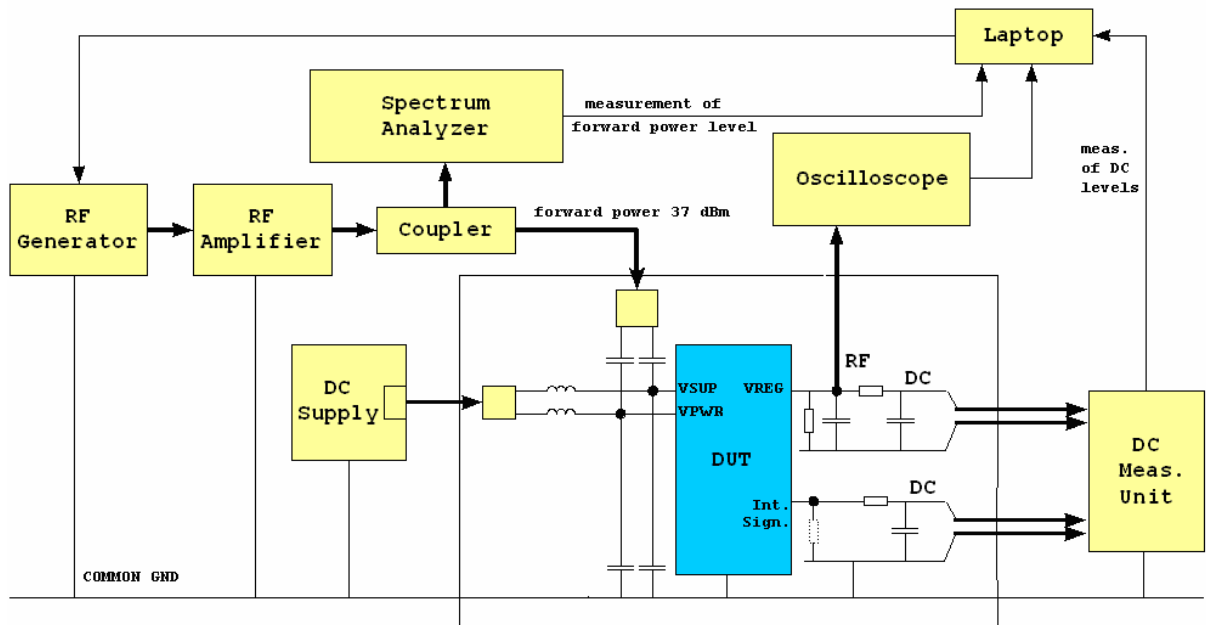 Laptop
Spectrum
Analyzer
measurement of
forward power level
meas.
of DC
levels
Oscilloscope
RF
Generator
RF
Amplifier
Coupler
forward power 37 dBm
DC
Supply
VSUP
VREG
VPWR
DUT
Int.
Sign.
RF
DC
DC
DC
Meas.
Unit
COMMON GND